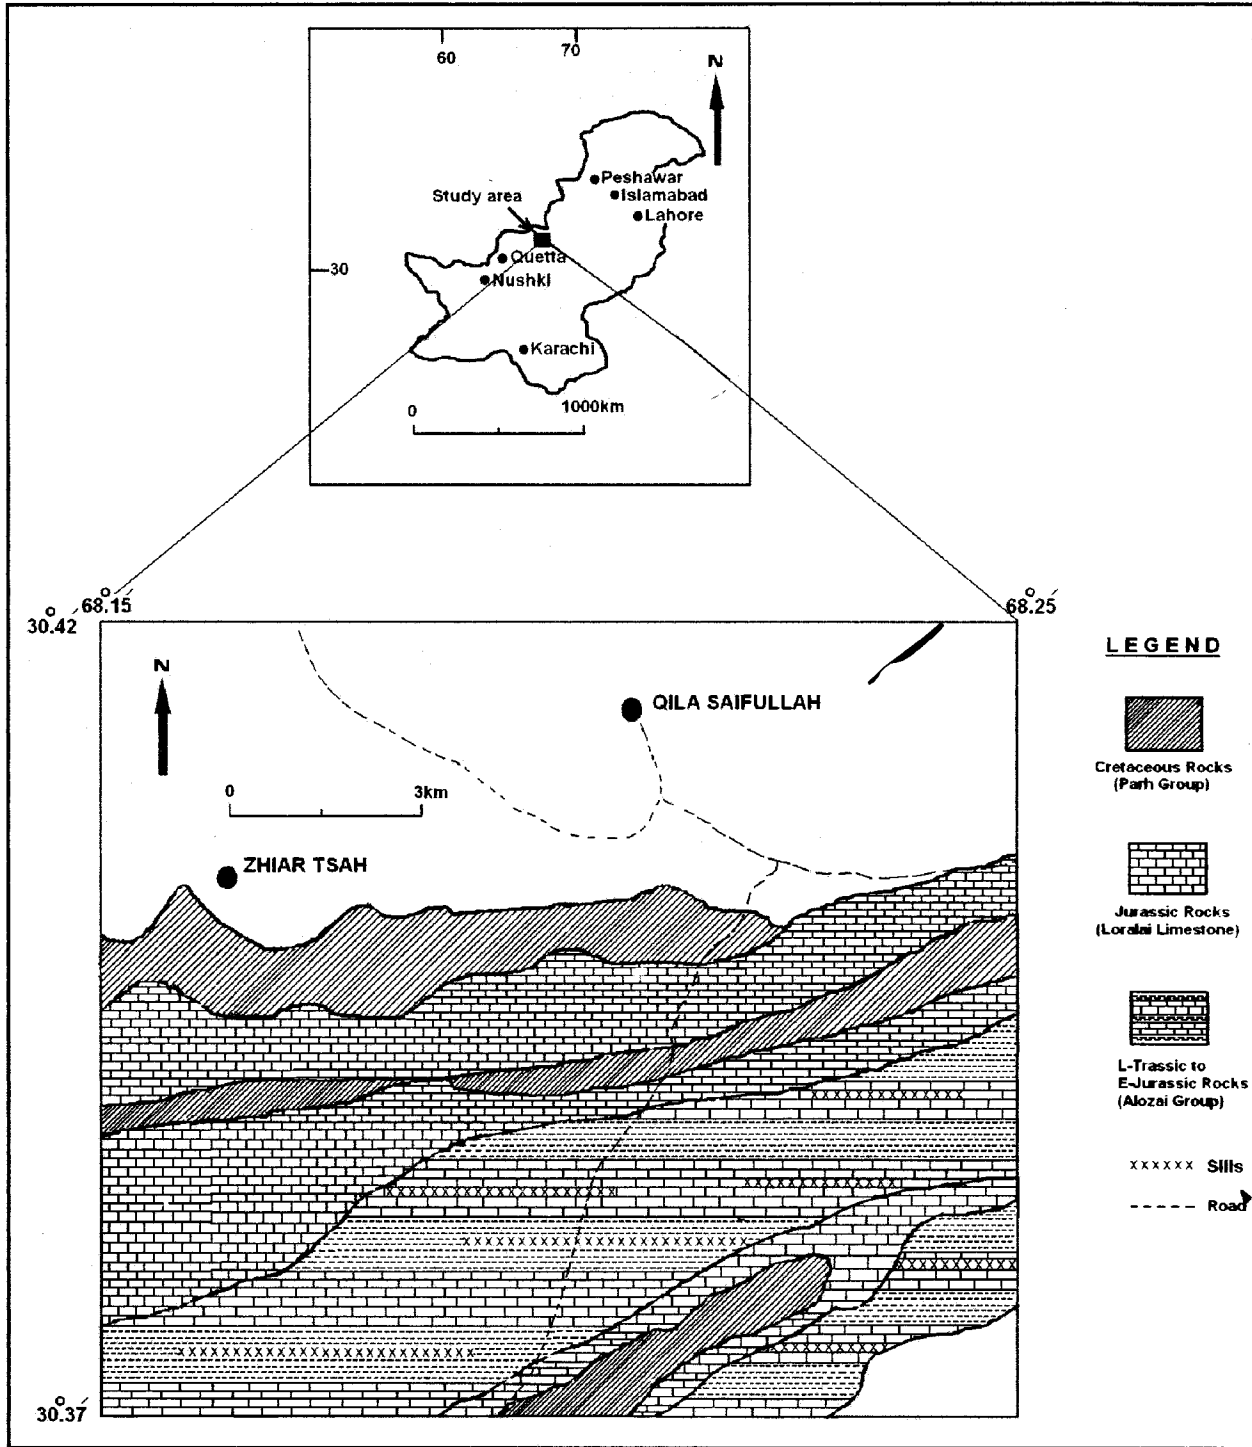 60
70
N
Peshawar
Islamabad
Study area
Lahore
Quetta
30
Nushki
Karachi
0
1000km
68.15
68.25
30.42
LEGEND
N
QILA SAIFULLAH
Cretaceous Rocks
(Parh Group)
0
3km
ZHIAR TSAH
Jurassic Rocks
(Loralai Limestone)
L-Trassic to
E-Jurassic Rocks
(Alozai Group)
xxxxxx Sills
Road
30.37